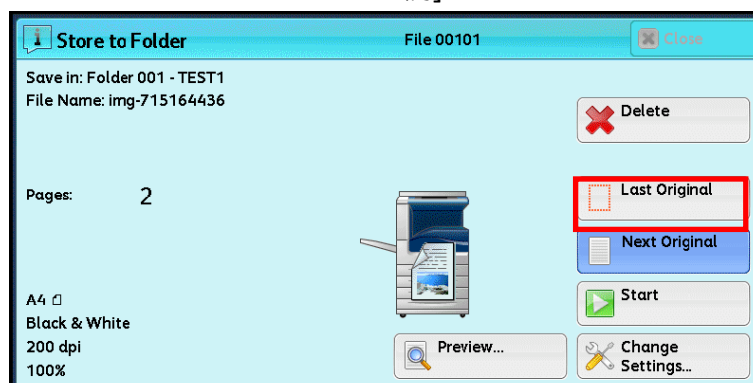 Store to Folder
File 00101
Close
Save in: Folder 001 - TEST1
File Name: img-715164436
Delete
Pages: 2
Last Original
Next Original
A4
Start
Black & White
200 dpi
Preview...
Change
Settings...
100%